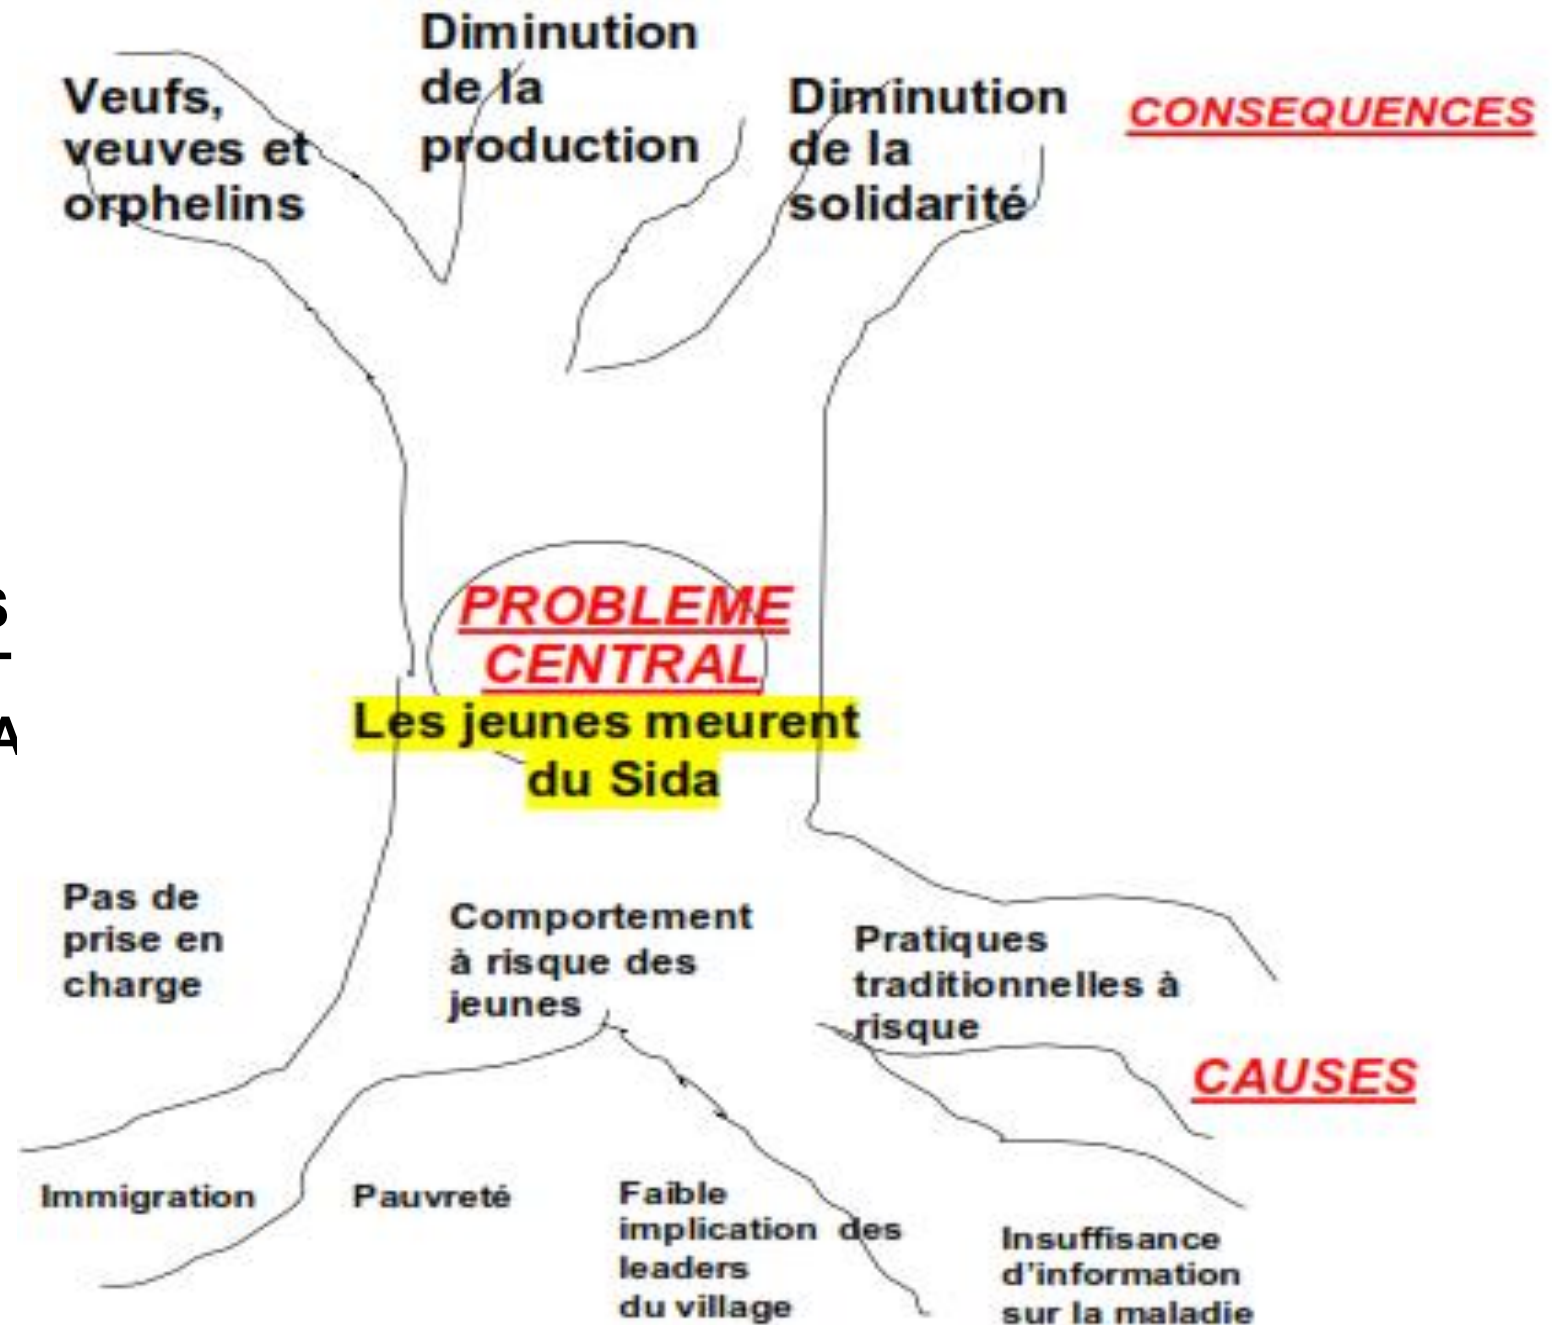 Diminution
de la
production
Veufs,
veuves et
orphelins
Diminution
de la
solidarité
CONSEQUENCES
PROBLEME
CENTRAL
Les jeunes meurent
du Sida
Pas de
prise en
charge
Comportement
à risque des
jeunes
Pratiques
traditionnelles à
risque
CAUSES
Immigration
Pauvreté
Faible
implication des
leaders
du village
Insuffisance
d'information
sur la maladie